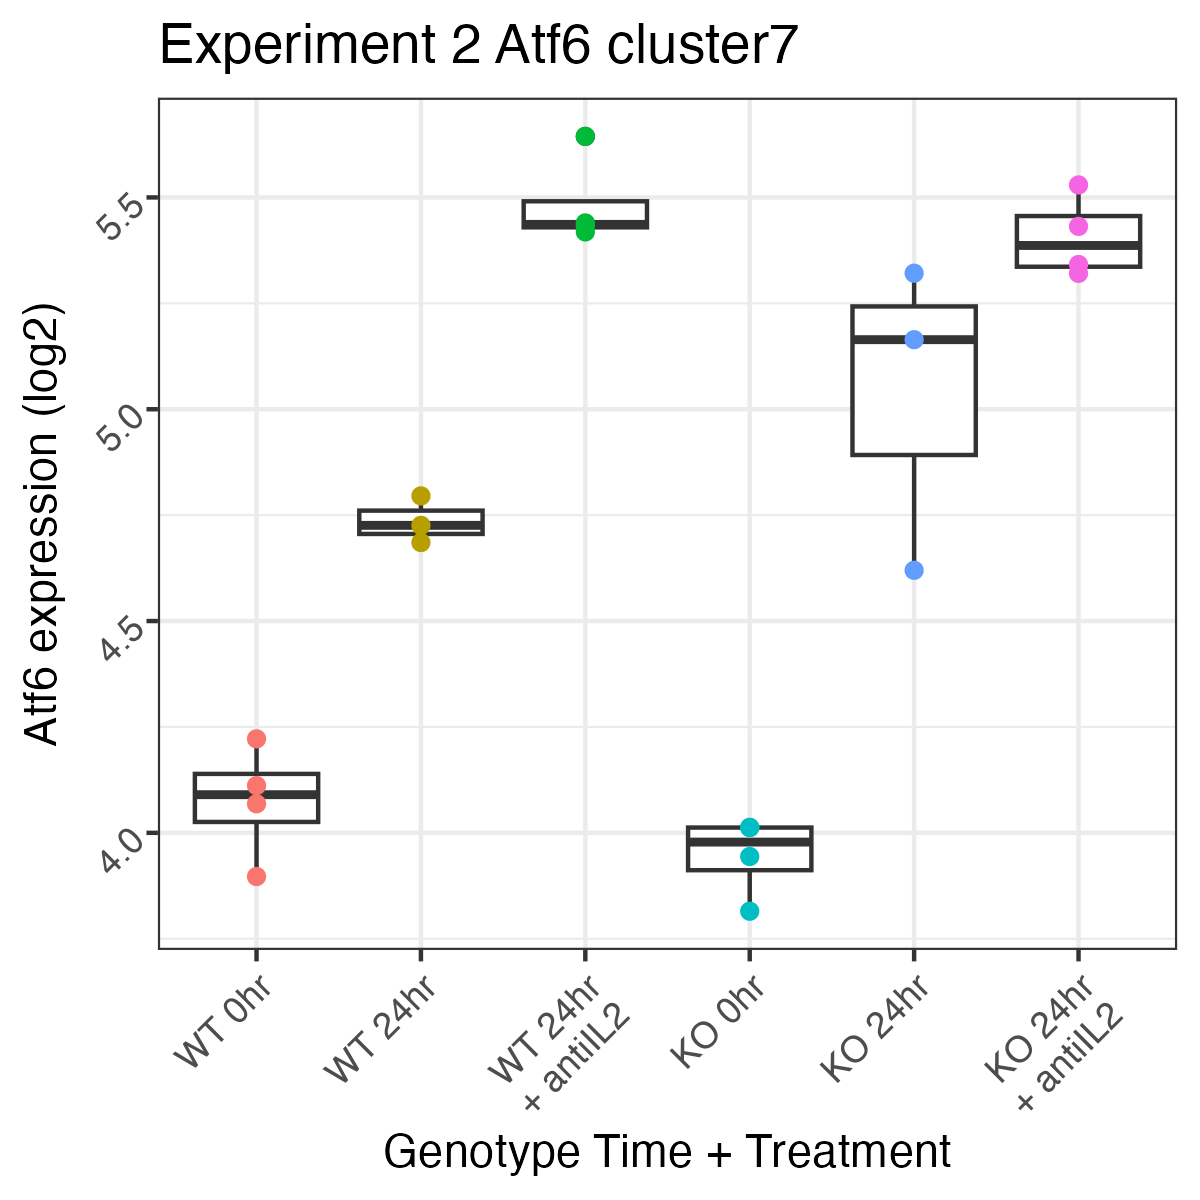 Experiment 2 Atf6 cluster7
Atf6 expression (log2)
5.5
5.0
4.5
4.0
WT 0hr
WT 24hr
WT 24hr
+ antiIL2
KO 0hr
KO 24hr
KO 24hr
+ antiIL2
Genotype Time + Treatment